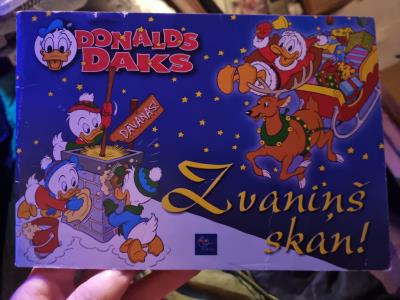 DONALDS
DAKS
DĀVANAS!
Zvaniņš
skan!